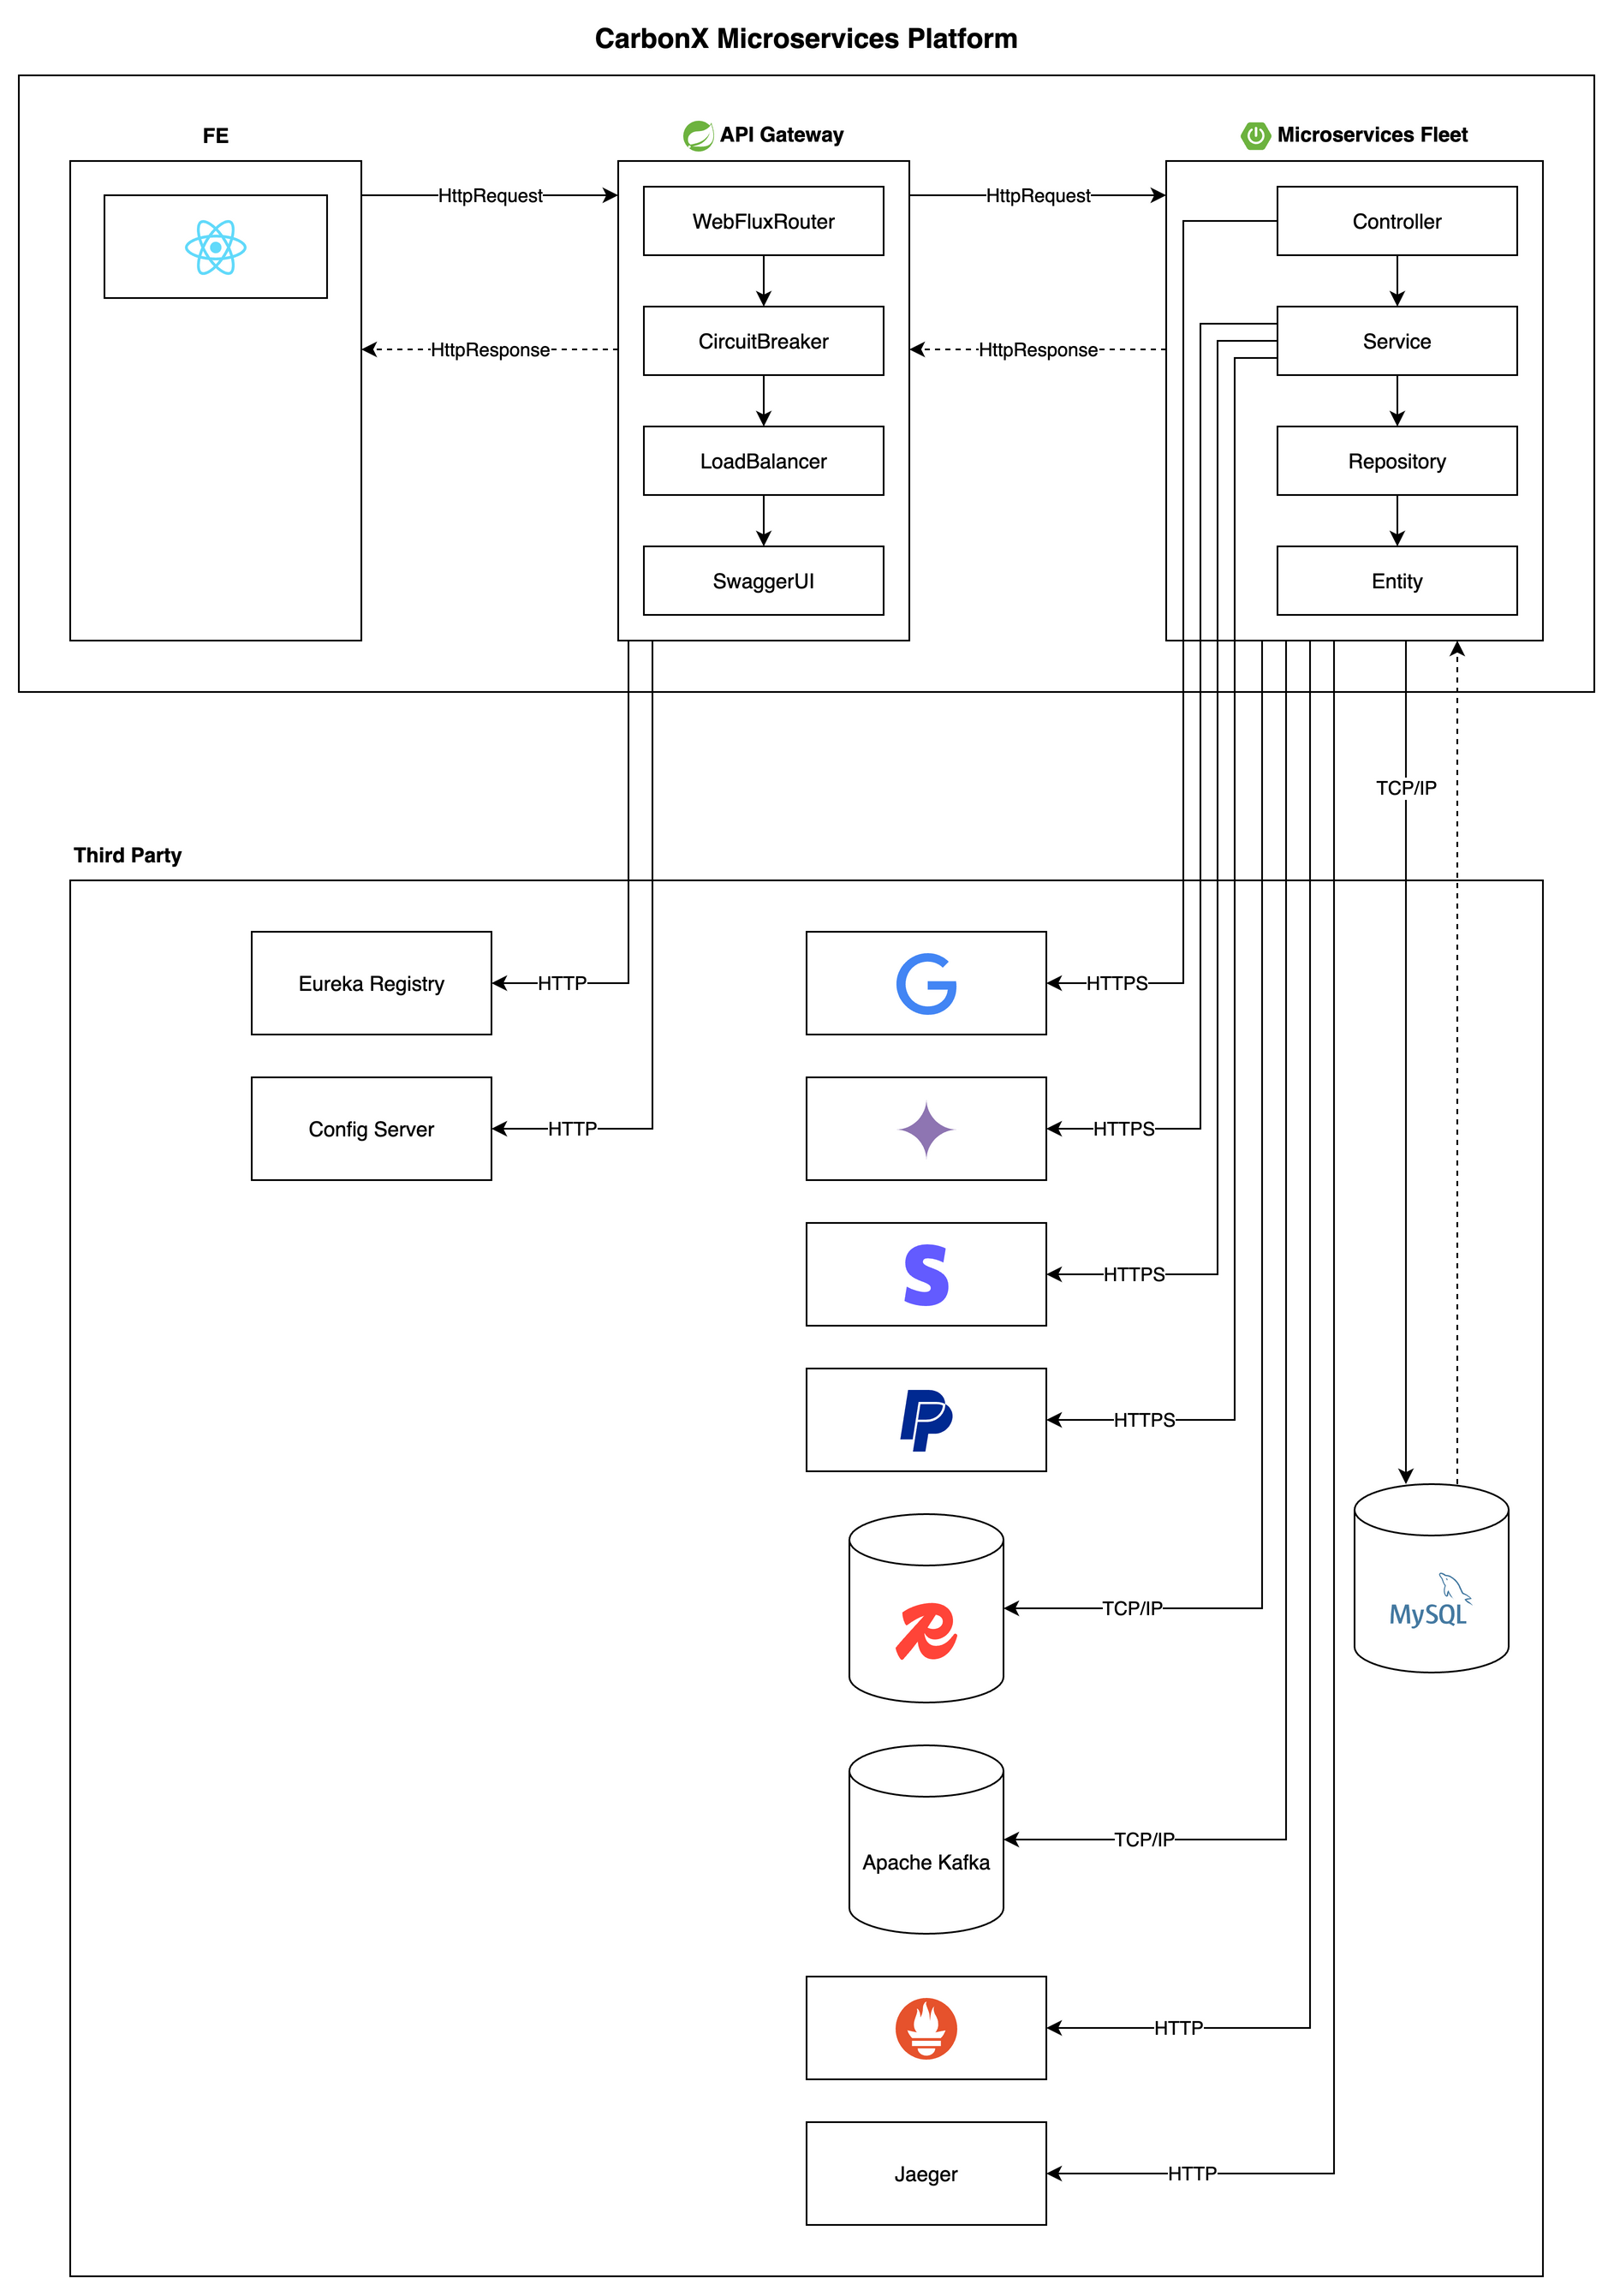 CarbonX Microservices Platform
FE
API Gateway
Microservices Fleet
HttpRequest
HttpRequest
WebFluxRouter
Controller
CircuitBreaker
Service
HttpResponse
HttpResponse
LoadBalancer
Repository
SwaggerUI
Entity
TCP/IP
Third Party
Eureka Registry
HTTP
HTTPS
Config Server
HTTP
HTTPS
HTTPS
HTTPS
TCP/IP
MySQL
TCP/IP
Apache Kafka
HTTP
Jaeger
HTTP